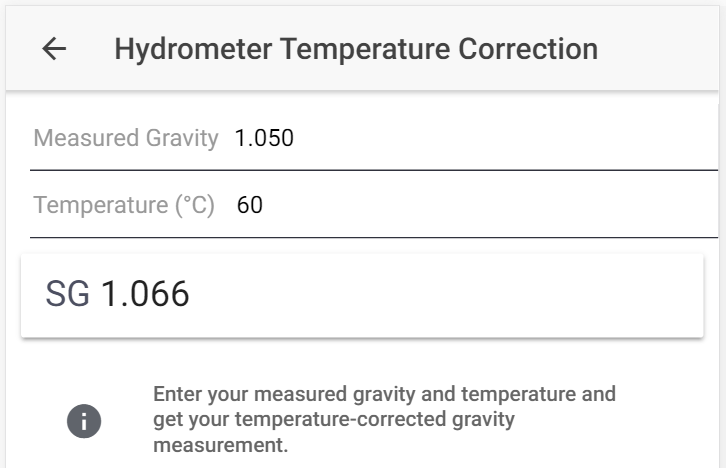 Hydrometer Temperature Correction
Measured Gravity 1.050
Temperature (°C) 60
SG 1.066
Enter your measured gravity and temperature and
get your temperature-corrected gravity
measurement.